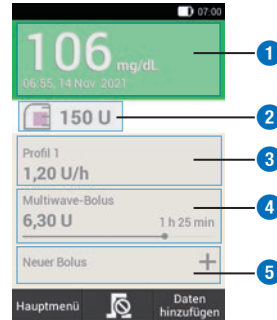 07:00
106 mg/dL
06:55, 14 Nov 2021
150 U
Profil 1
1,20 U/h
Multiwave-Bolus
6,30 U 1 h 25 min
Neuer Bolus
Hauptmenü
Daten
hinzufügen
1
2
3
4
5